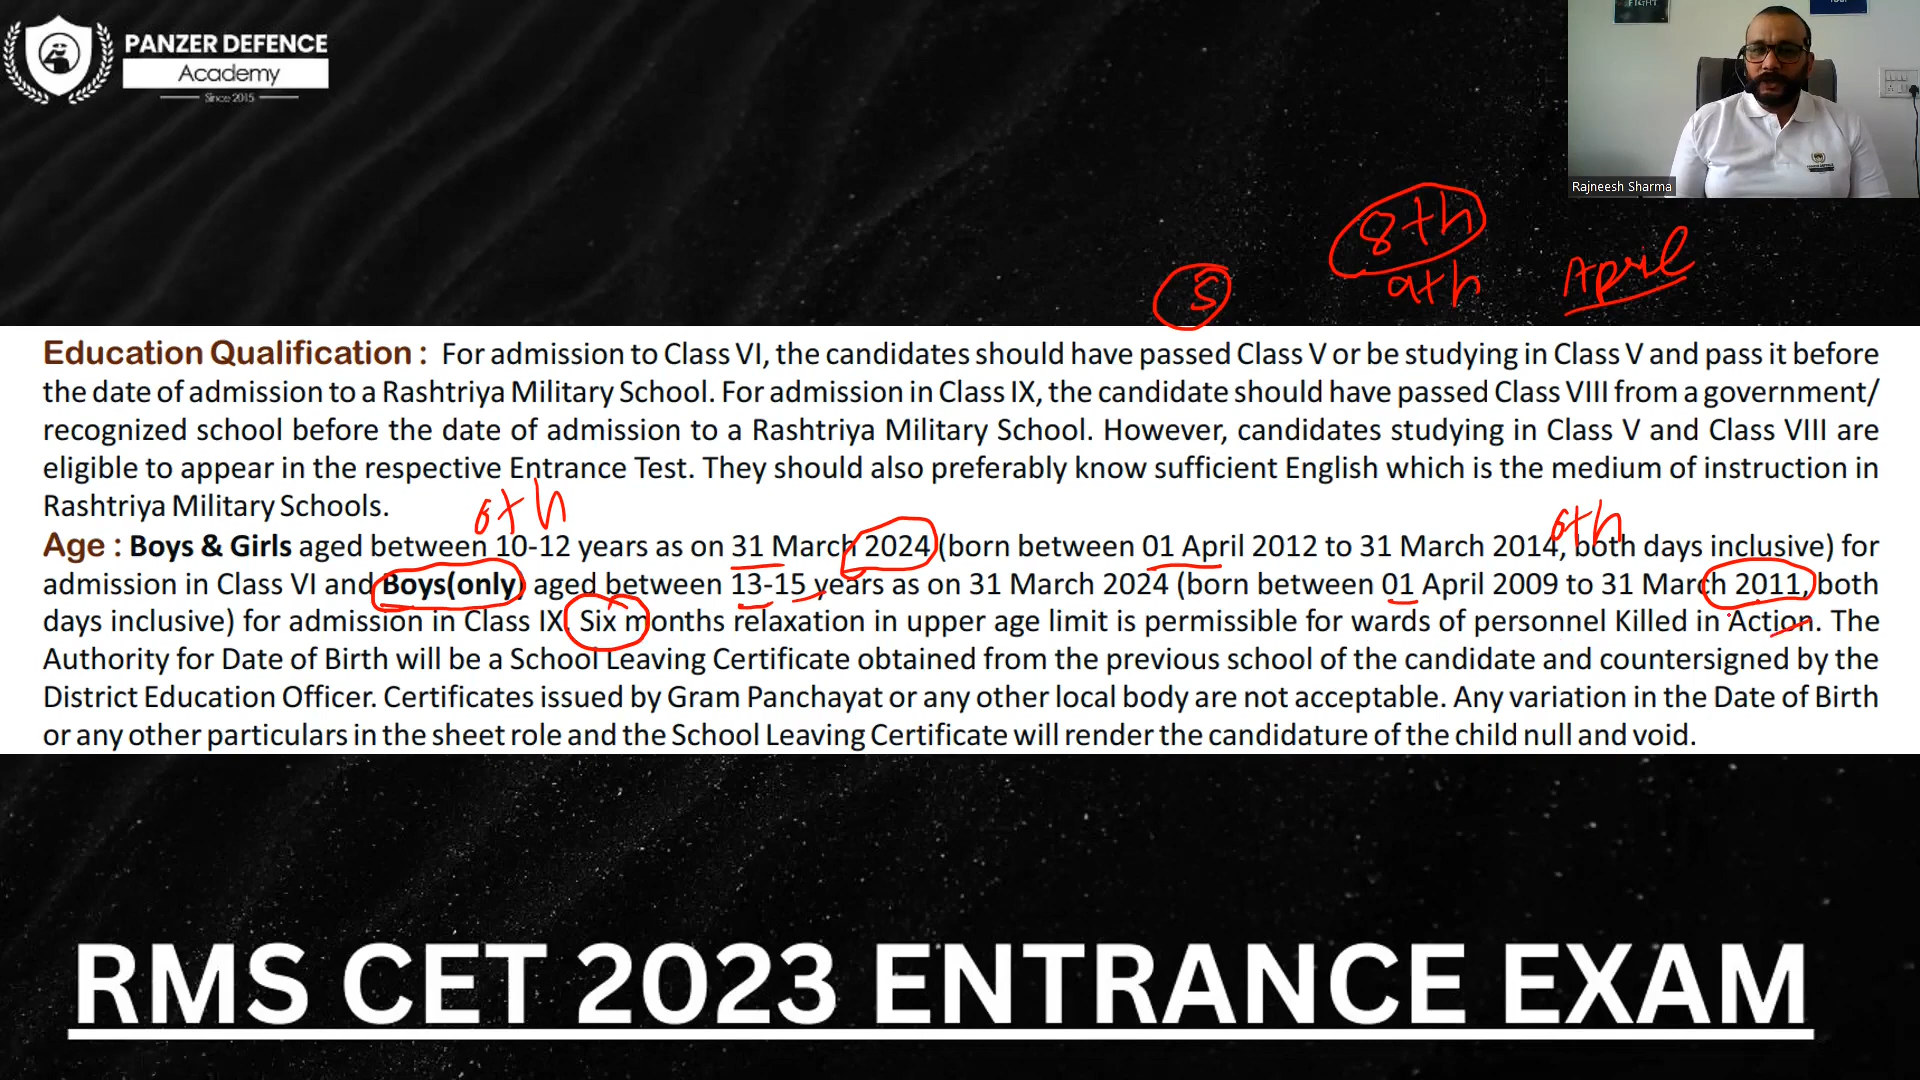 FIGHT
PANZER DEFENCE
Academy
Since 2015
Rajneesh Sharma
8th
9th
April
5
Education Qualification : For admission to Class VI, the candidates should have passed Class V or be studying in Class V and pass it before
the date of admission to a Rashtriya Military School. For admission in Class IX, the candidate should have passed Class VIII from a government/
recognized school before the date of admission to a Rashtriya Military School. However, candidates studying in Class V and Class VIII are
eligible to appear in the respective Entrance Test. They should also preferably know sufficient English which is the medium of instruction in
Rashtriya Military Schools.
6th
6th
Age : Boys & Girls aged between 10-12 years as on 31 March 2024 (born between 01 April 2012 to 31 March 2014, both days inclusive) for
admission in Class VI and Boys(only) aged between 13-15 years as on 31 March 2024 (born between 01 April 2009 to 31 March 2011, both
days inclusive) for admission in Class IX. Six months relaxation in upper age limit is permissible for wards of personnel Killed in Action. The
Authority for Date of Birth will be a School Leaving Certificate obtained from the previous school of the candidate and countersigned by the
District Education Officer. Certificates issued by Gram Panchayat or any other local body are not acceptable. Any variation in the Date of Birth
or any other particulars in the sheet role and the School Leaving Certificate will render the candidature of the child null and void.
RMS CET 2023 ENTRANCE EXAM